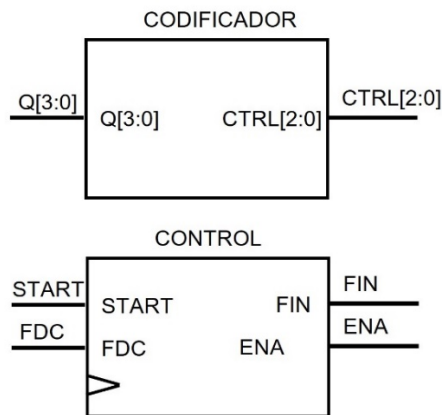 CODIFICADOR
Q[3:0]
Q[3:0]
CTRL[2:0]
CTRL[2:0]
CONTROL
START
START
FIN
FIN
FDC
FDC
ENA
ENA